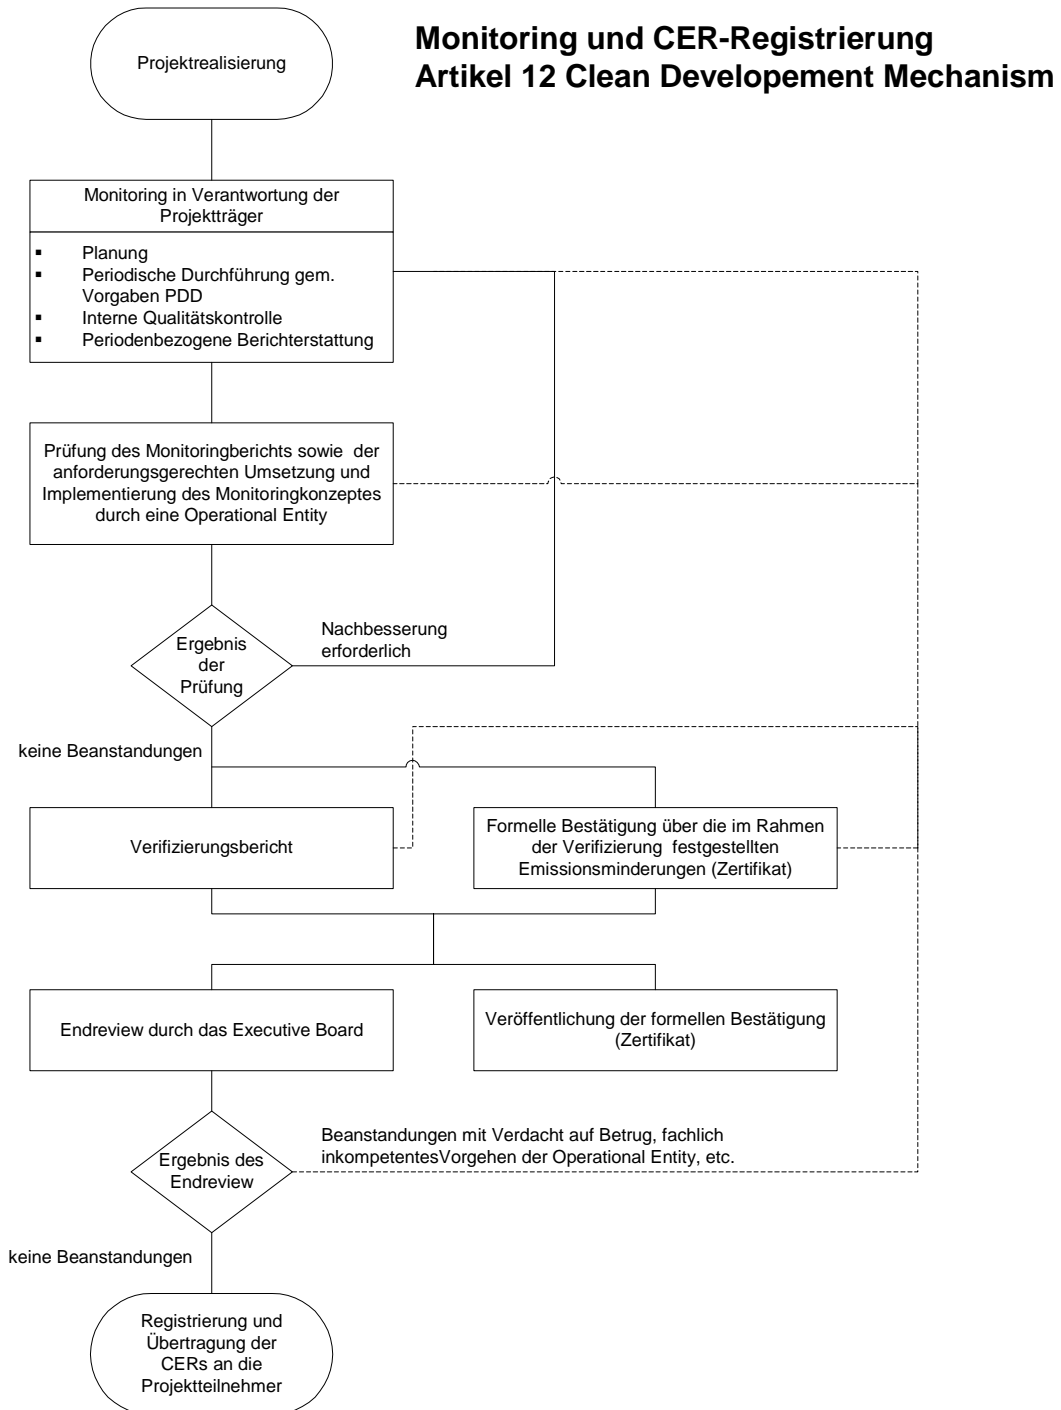 Monitoring und CER-Registrierung
Artikel 12 Clean Developement Mechanism
Projektrealisierung
Monitoring in Verantwortung der
Projektträger
▪ Planung
▪ Periodische Durchführung gem.
Vorgaben PDD
▪ Interne Qualitätskontrolle
▪ Periodenbezogene Berichterstattung
Prüfung des Monitoringberichts sowie der
anforderungsgerechten Umsetzung und
Implementierung des Monitoringkonzeptes
durch eine Operational Entity
Ergebnis
der
Prüfung
Nachbesserung
erforderlich
keine Beanstandungen
Verifizierungsbericht
Formelle Bestätigung über die im Rahmen
der Verifizierung festgestellten
Emissionsminderungen (Zertifikat)
Endreview durch das Executive Board
Veröffentlichung der formellen Bestätigung
(Zertifikat)
Ergebnis des
Endreview
Beanstandungen mit Verdacht auf Betrug, fachlich
inkompetentesVorgehen der Operational Entity, etc.
keine Beanstandungen
Registrierung und
Übertragung der
CERs an die
Projektteilnehmer